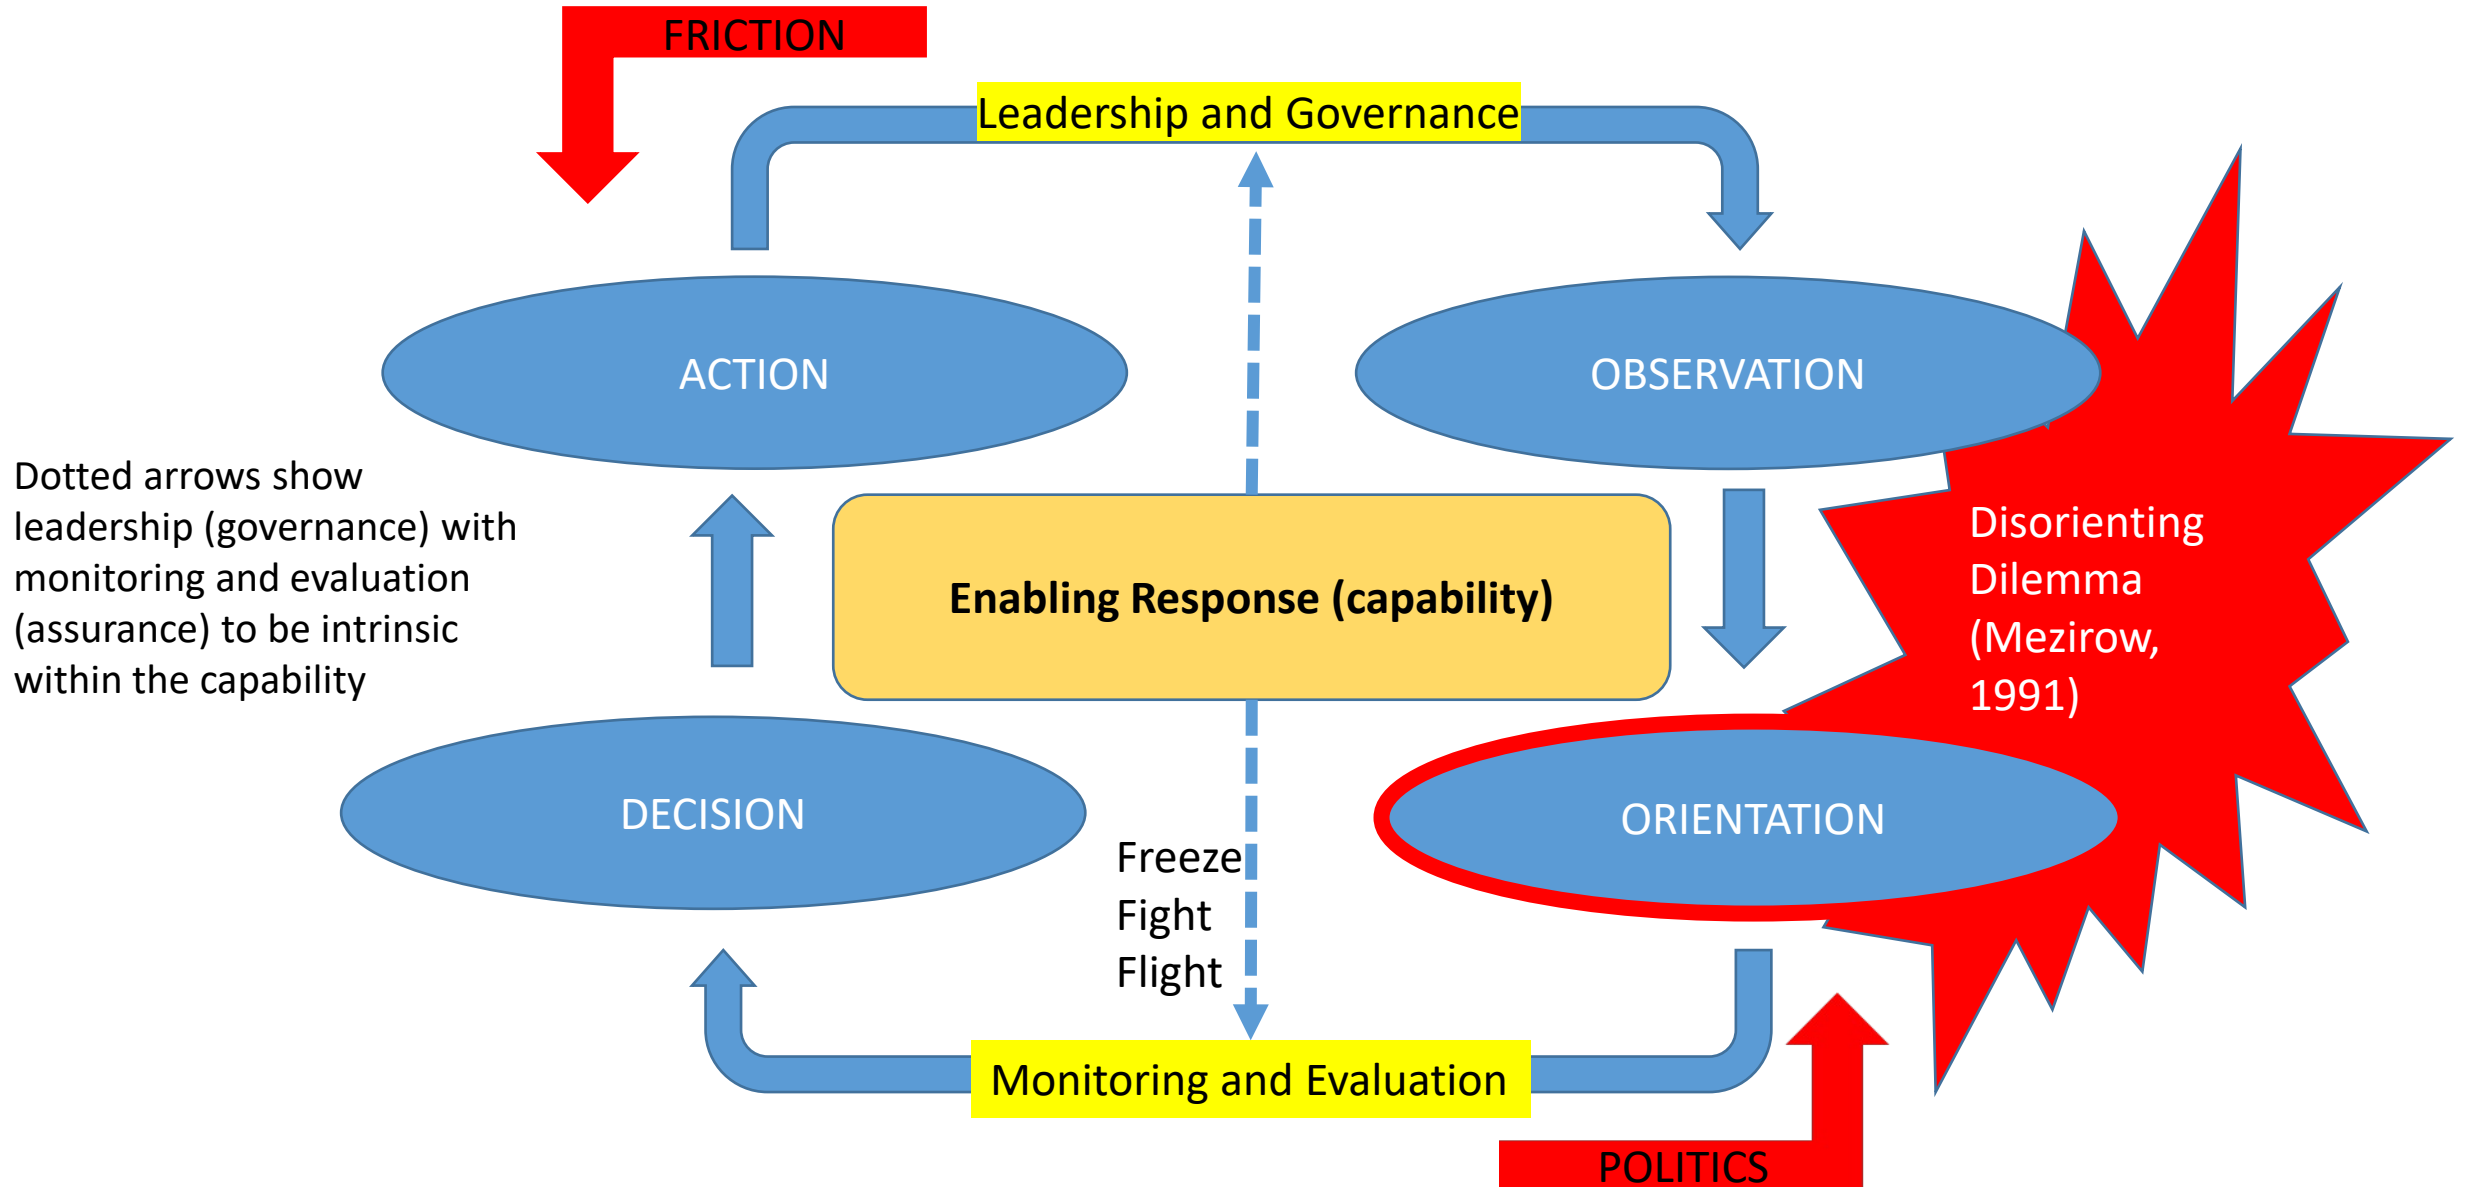 FRICTION
Leadership and Governance
ACTION
OBSERVATION
Dotted arrows show
leadership (governance) with
monitoring and evaluation
(assurance) to be intrinsic
within the capability
Enabling Response (capability)
Disorienting
Dilemma
(Mezirow,
1991)
DECISION
ORIENTATION
Freeze
Fight
Flight
Monitoring and Evaluation
POLITICS